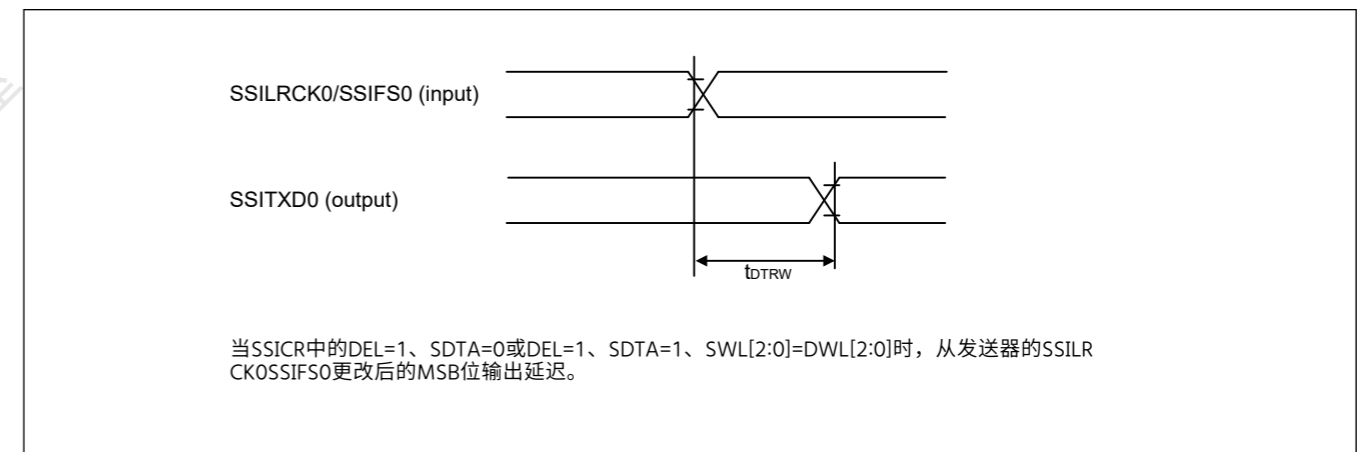 SSILRCK0/SSIFS0 (input)
SSITXD0 (output)
tDTRW
当SSICR中的DEL=1、SDTA=0或DEL=1、SDTA=1、SWL[2:0]=DWL[2:0]时，从发送器的SSILR
CK0SSIFS0更改后的MSB位输出延迟。